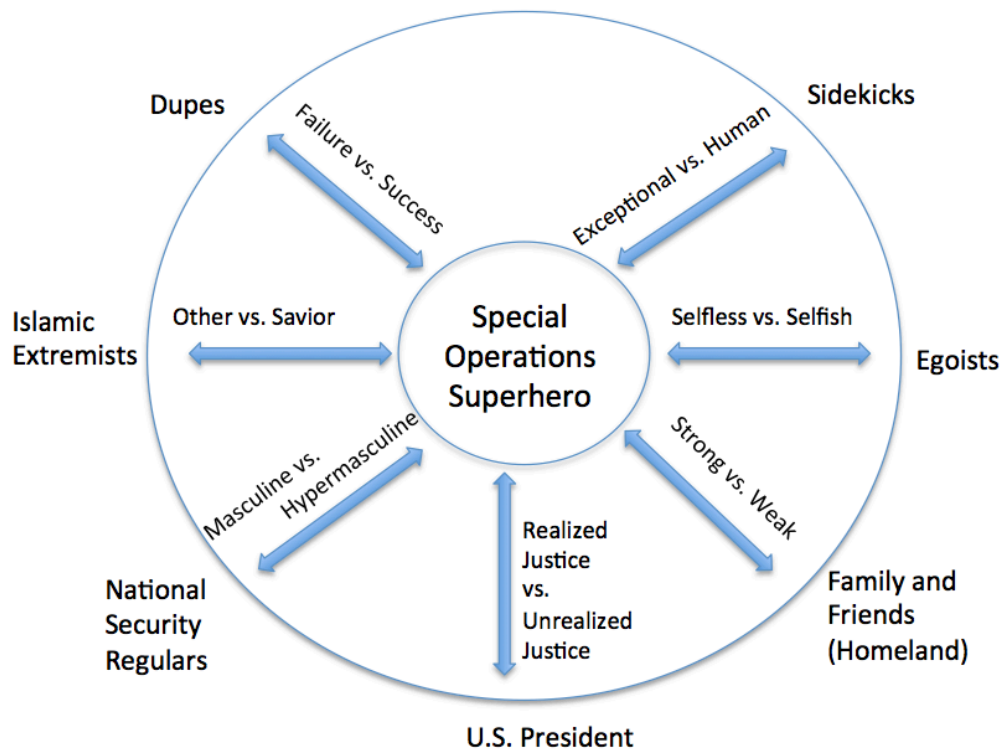 Dupes
Failure vs. Success
Sidekicks
Exceptional vs. Human
Islamic
Extremists
Other vs. Savior
Special
Operations
Superhero
Selfless vs. Selfish
Egoists
Masculine vs.
Hypermasculine
National
Security
Regulars
Realized
Justice
vs.
Unrealized
Justice
Strong vs. Weak
Family and
Friends
(Homeland)
U.S. President